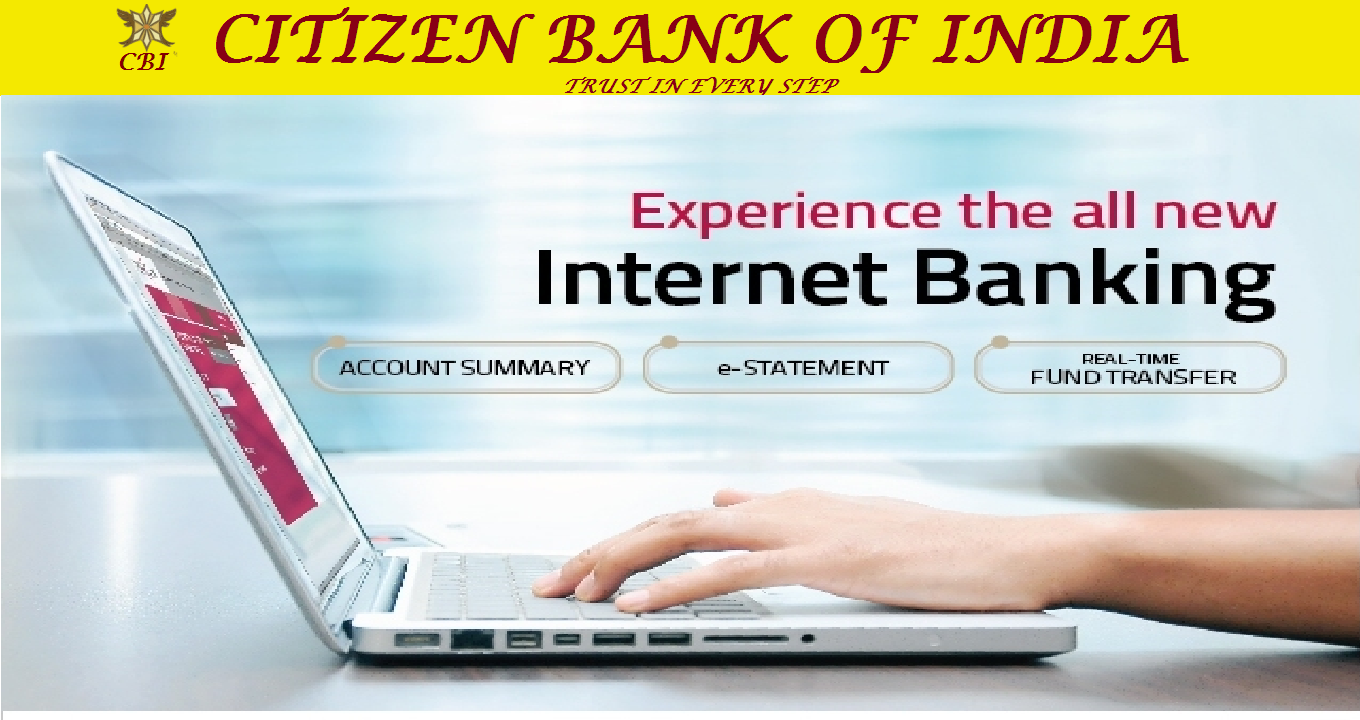 CITIZEN BANK OF INDIA
CBI
TRUST IN EVERY STEP
Experience the all new
Internet Banking
ACCOUNT SUMMARY
e-STATEMENT
REAL-TIME
FUND TRANSFER